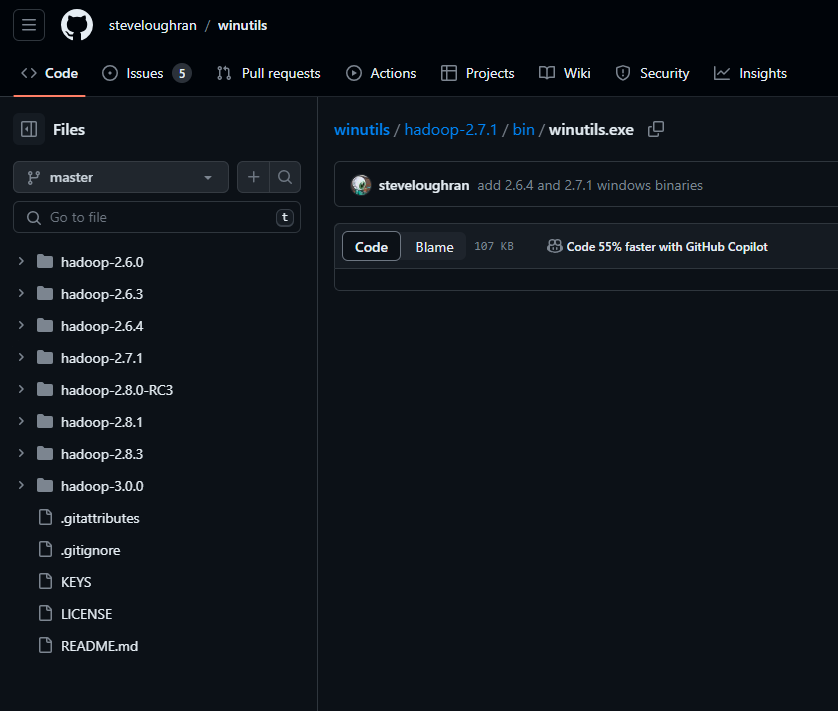 steveloughran / winutils
Code Issues 5 Pull requests Actions Projects Wiki Security Insights
Files
master
Go to file t
hadoop-2.6.0
hadoop-2.6.3
hadoop-2.6.4
hadoop-2.7.1
hadoop-2.8.0-RC3
hadoop-2.8.1
hadoop-2.8.3
hadoop-3.0.0
.gitattributes
.gitignore
KEYS
LICENSE
README.md
winutils / hadoop-2.7.1 / bin / winutils.exe
steveloughran add 2.6.4 and 2.7.1 windows binaries
Code Blame 107 KB Code 55% faster with GitHub Copilot